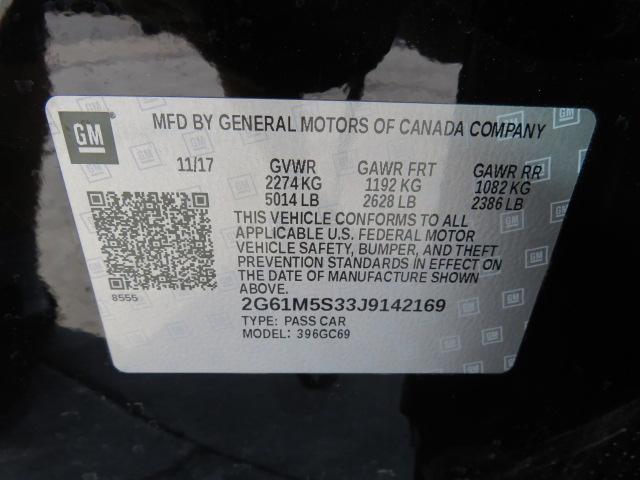 GM MFD BY GENERAL MOTORS OF CANADA COMPANY
11/17 GVWR GAWR FRT GAWR RR
2274 KG 1192 KG 1082 KG
5014 LB 2628 LB 2386 LB
THIS VEHICLE CONFORMS TO ALL
APPLICABLE U.S. FEDERAL MOTOR
VEHICLE SAFETY, BUMPER, AND THEFT
PREVENTION STANDARDS IN EFFECT ON
THE DATE OF MANUFACTURE SHOWN
ABOVE.
8555
2G61M5S33J9142169
TYPE: PASS CAR
MODEL: 396GC69